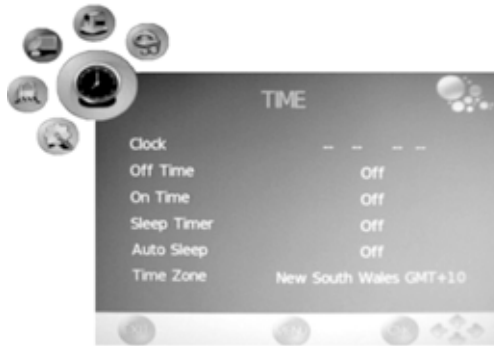 TIME
Clock -- -- -- --
Off Time Off
On Time Off
Sleep Timer Off
Auto Sleep Off
Time Zone New South Wales GMT+10